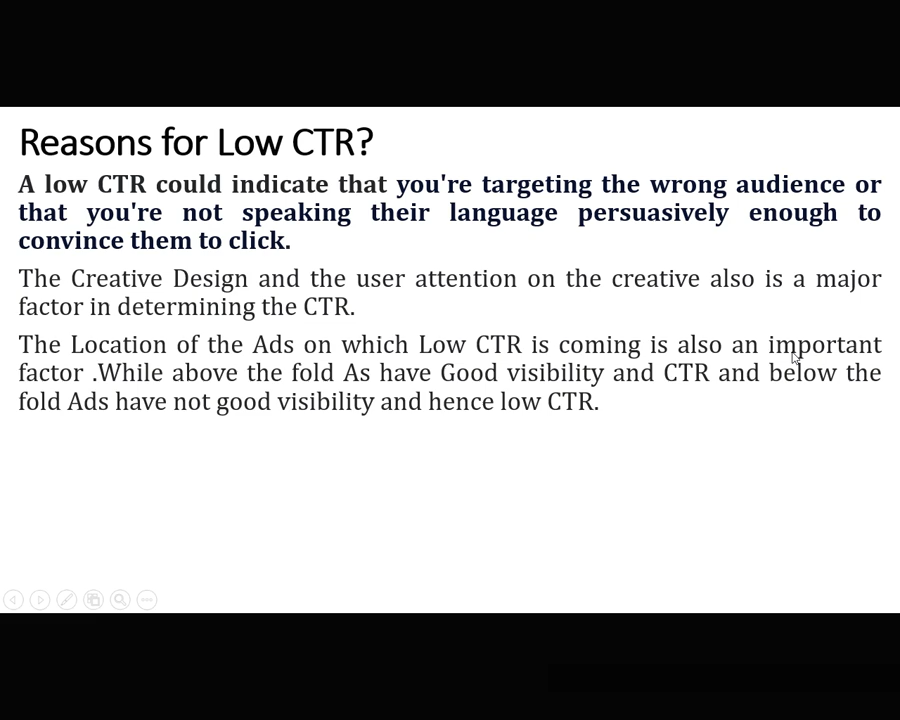 Reasons for Low CTR?
A low CTR could indicate that you're targeting the wrong audience or
that you're not speaking their language persuasively enough to
convince them to click.
The Creative Design and the user attention on the creative also is a major
factor in determining the CTR.
The Location of the Ads on which Low CTR is coming is also an important
factor .While above the fold As have Good visibility and CTR and below the
fold Ads have not good visibility and hence low CTR.